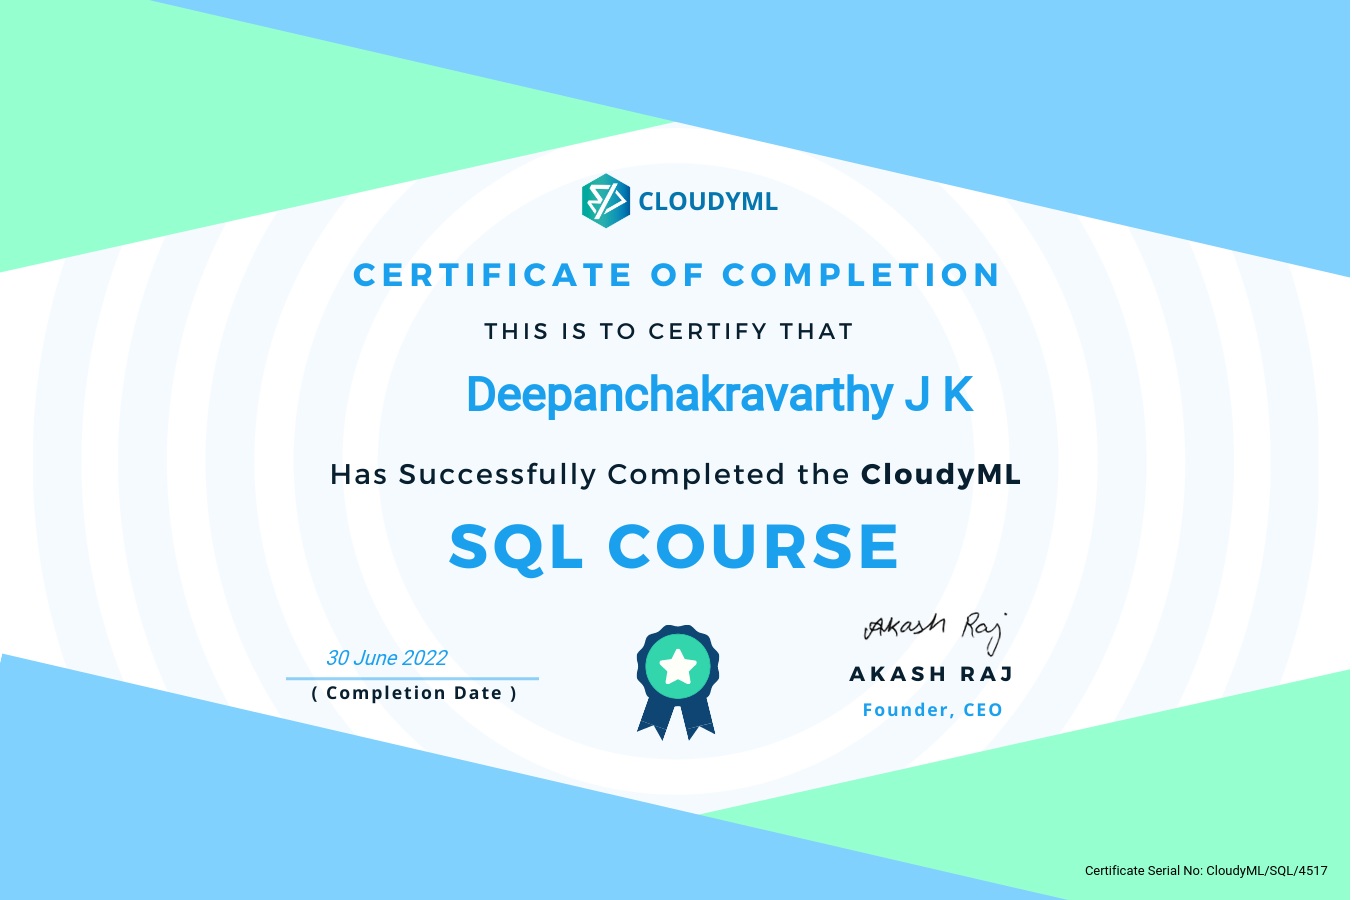 CLOUDYML
CERTIFICATE OF COMPLETION
THIS IS TO CERTIFY THAT
Deepanchakravarthy J K
Has Successfully Completed the CloudyML
SQL COURSE
30 June 2022
( Completion Date )
Akash Raj
AKASH RAJ
Founder, CEO
Certificate Serial No: CloudyML/SQL/4517